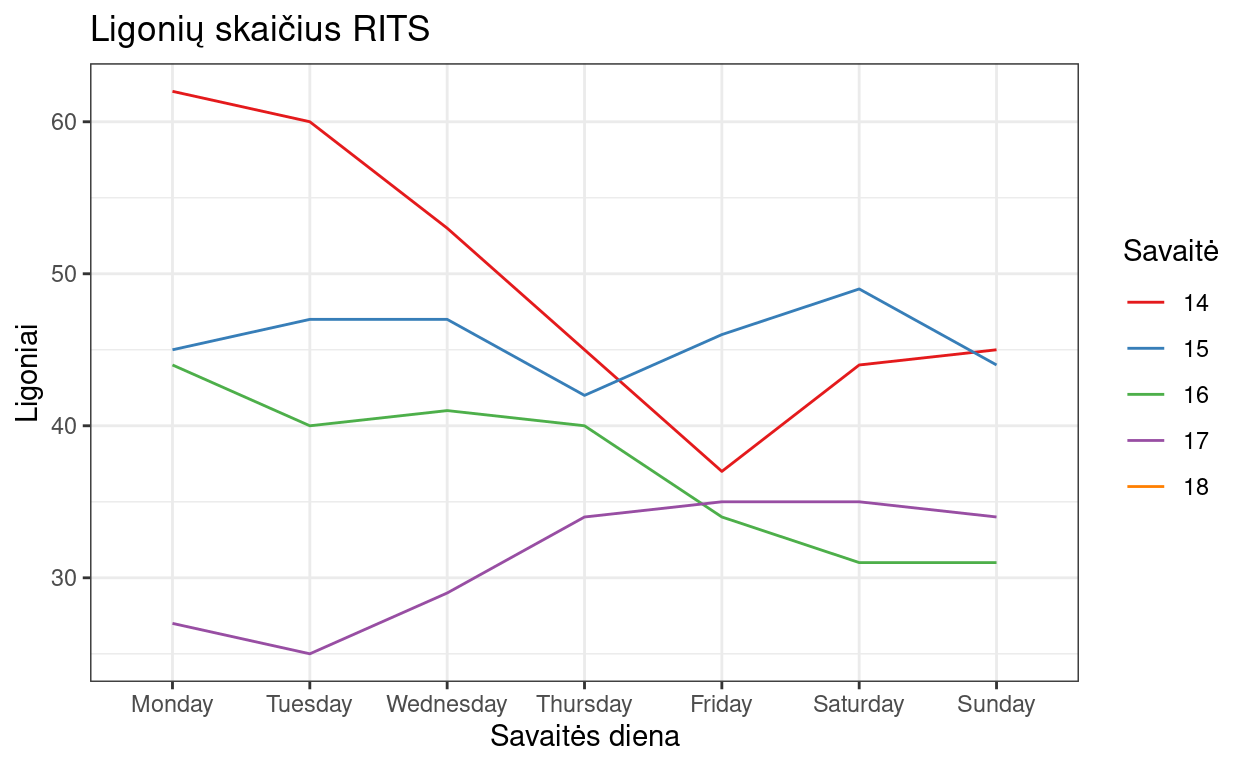 Ligonių skaičius RITS
60
50
40
30
Ligoniai
Monday Tuesday Wednesday Thursday Friday Saturday Sunday
Savaitės diena
Savaitė
14
15
16
17
18